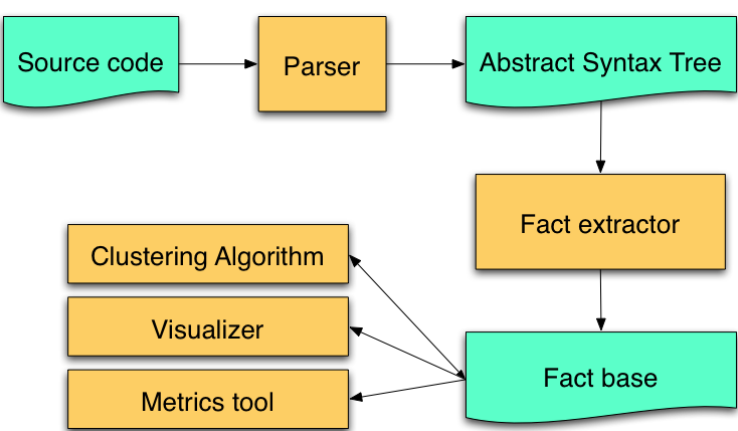 Source code
Parser
Abstract Syntax Tree
Fact extractor
Clustering Algorithm
Visualizer
Metrics tool
Fact base